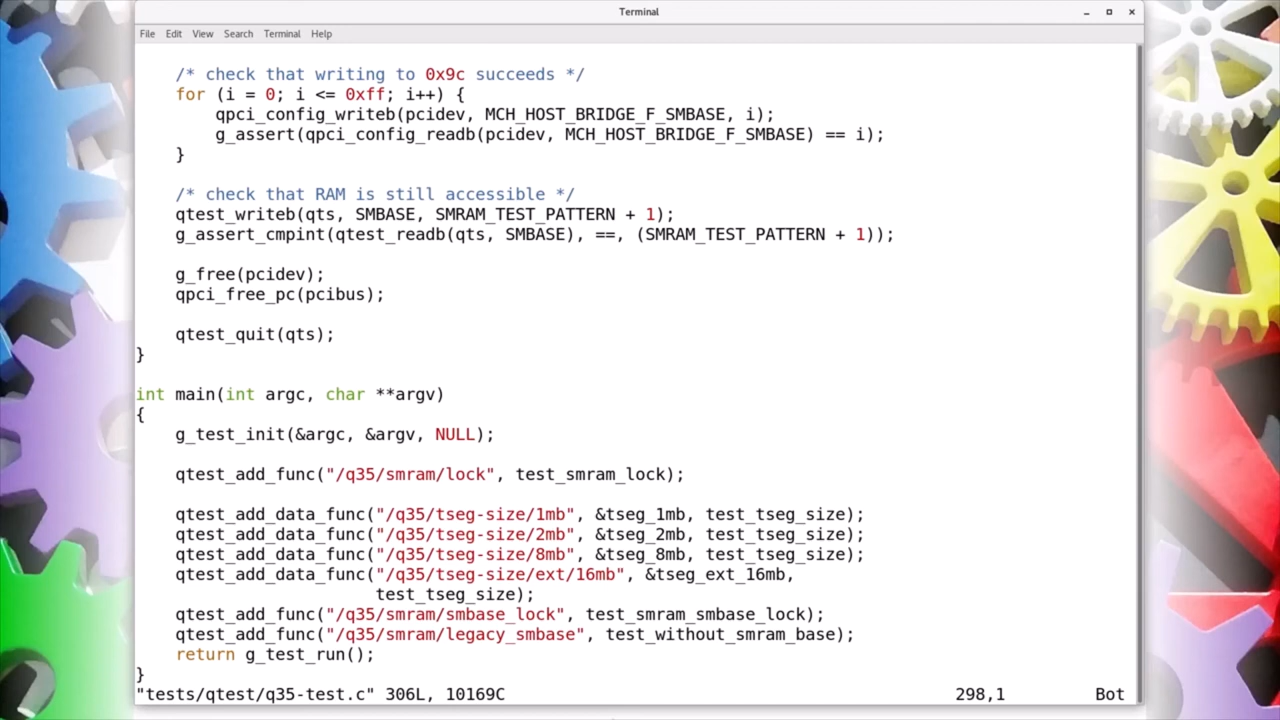 Terminal
File Edit View Search Terminal Help
/* check that writing to 0x9c succeeds */
for (i = 0; i <= 0xff; i++) {
qpci_config_writeb(pcidev, MCH_HOST_BRIDGE_F_SMBASE, i);
g_assert(qpci_config_readb(pcidev, MCH_HOST_BRIDGE_F_SMBASE) == i);
}
/* check that RAM is still accessible */
qtest_writeb(qts, SMBASE, SMRAM_TEST_PATTERN + 1);
g_assert_cmpint(qtest_readb(qts, SMBASE), ==, (SMRAM_TEST_PATTERN + 1));
g_free(pcidev);
qpci_free_pc(pcibus);
qtest_quit(qts);
}
int main(int argc, char **argv)
{
g_test_init(&argc, &argv, NULL);
qtest_add_func("/q35/smram/lock", test_smram_lock);
qtest_add_data_func("/q35/tseg-size/1mb", &tseg_1mb, test_tseg_size);
qtest_add_data_func("/q35/tseg-size/2mb", &tseg_2mb, test_tseg_size);
qtest_add_data_func("/q35/tseg-size/8mb", &tseg_8mb, test_tseg_size);
qtest_add_data_func("/q35/tseg-size/ext/16mb", &tseg_ext_16mb,
test_tseg_size);
qtest_add_func("/q35/smram/smbase_lock", test_smram_smbase_lock);
qtest_add_func("/q35/smram/legacy_smbase", test_without_smram_base);
return g_test_run();
}
"tests/qtest/q35-test.c" 306L, 10169C 298,1 Bot